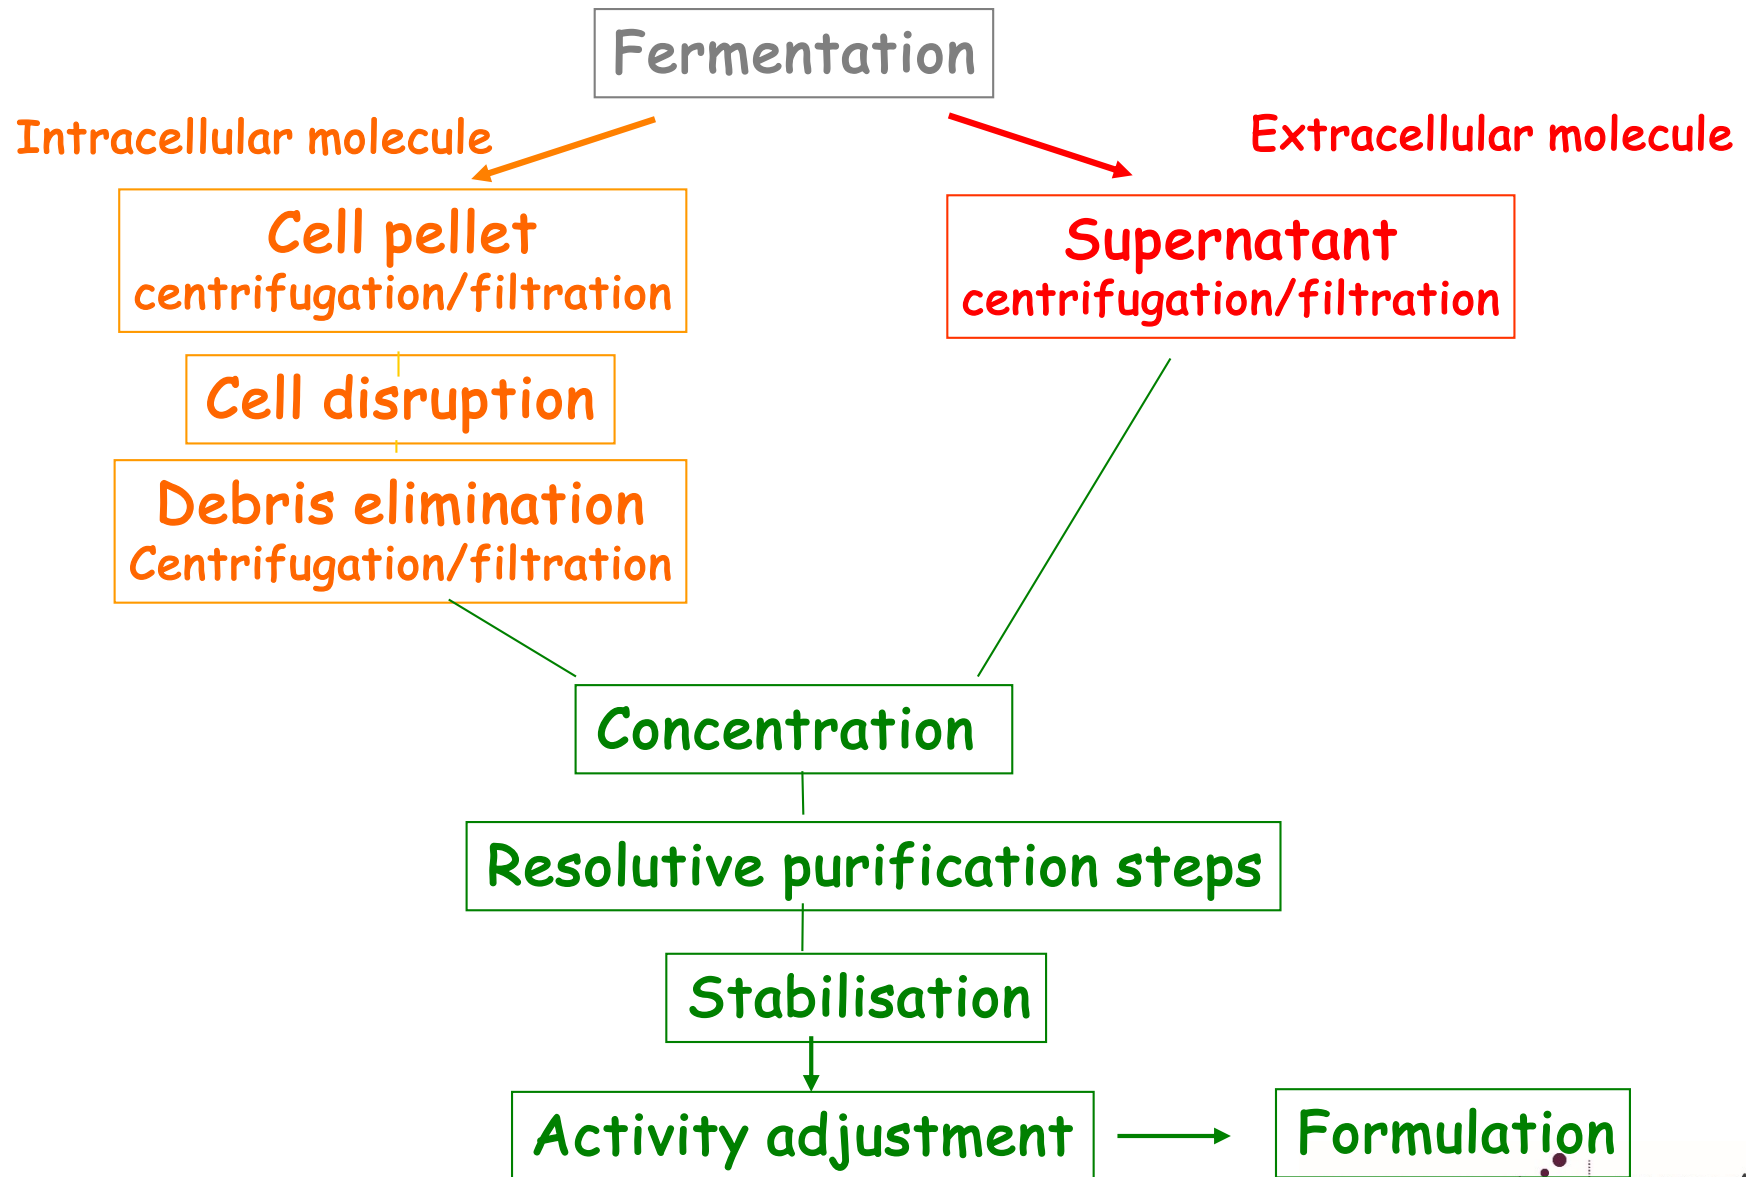 Fermentation
Intracellular molecule
Extracellular molecule
Cell pellet
centrifugation/filtration
Supernatant
centrifugation/filtration
Cell disruption
Debris elimination
Centrifugation/filtration
Concentration
Resolutive purification steps
Stabilisation
Activity adjustment
Formulation